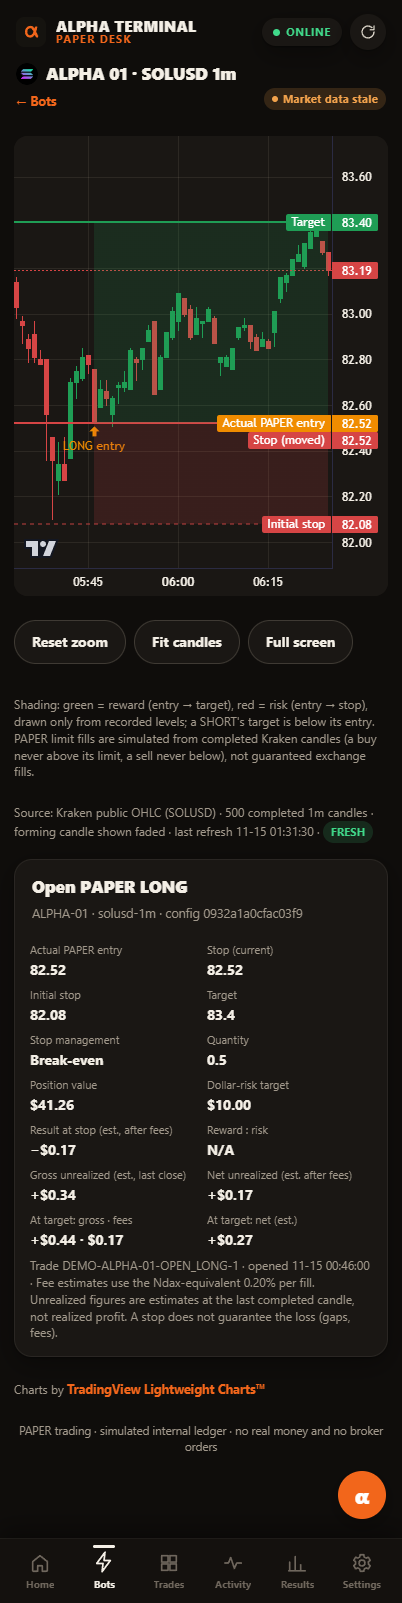 α
ALPHA TERMINAL
PAPER DESK
ONLINE
ALPHA 01 · SOLUSD 1m
← Bots
Market data stale
83.60
Target 83.40
83.19
83.00
82.80
82.60
Actual PAPER entry 82.52
Stop (moved) 82.52
LONG entry
82.40
82.20
Initial stop 82.08
82.00
05:45 06:00 06:15
Reset zoom Fit candles Full screen
Shading: green = reward (entry → target), red = risk (entry → stop),
drawn only from recorded levels; a SHORT's target is below its entry.
PAPER limit fills are simulated from completed Kraken candles (a buy
never above its limit, a sell never below), not guaranteed exchange
fills.
Source: Kraken public OHLC (SOLUSD) · 500 completed 1m candles ·
forming candle shown faded · last refresh 11-15 01:31:30 · FRESH
Open PAPER LONG
ALPHA-01 · solusd-1m · config 0932a1a0cfac03f9
Actual PAPER entry Stop (current)
82.52 82.52
Initial stop Target
82.08 83.4
Stop management Quantity
Break-even 0.5
Position value Dollar-risk target
$41.26 $10.00
Result at stop (est., after fees) Reward : risk
−$0.17 N/A
Gross unrealized (est., last close) Net unrealized (est. after fees)
+$0.34 +$0.17
At target: gross · fees At target: net (est.)
+$0.44 · $0.17 +$0.27
Trade DEMO-ALPHA-01-OPEN_LONG-1 · opened 11-15 00:46:00
· Fee estimates use the Ndax-equivalent 0.20% per fill.
Unrealized figures are estimates at the last completed candle,
not realized profit. A stop does not guarantee the loss (gaps,
fees).
Charts by TradingView Lightweight Charts™
PAPER trading · simulated internal ledger · no real money and no broker
orders
α
Home Bots Trades Activity Results Settings